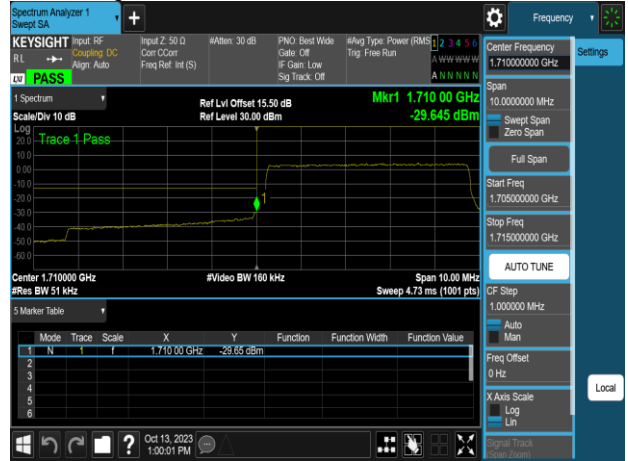 Spectrum Analyzer 1
Swept SA
Frequency
KEYSIGHT
RL
Input: RF
Coupling: DC
Align: Auto
Input Z: 50 Ω
Corr CCorr
Freq Ref: Int (S)
#Atten: 30 dB
PNO: Best Wide
Gate: Off
IF Gain: Low
Sig Track: Off
#Avg Type: Power (RMS
Trig: Free Run
1 2 3 4 5 6
A W W W W W
A N N N N N
LXI PASS
1 Spectrum
Scale/Div 10 dB
Ref Lvl Offset 15.50 dB
Ref Level 30.00 dBm
Mkr1 1.710 00 GHz
-29.645 dBm
Log
Trace 1 Pass
20.0
10.0
0.00
-10.0
-20.0
-30.0
-40.0
-50.0
-60.0
1
Center 1.710000 GHz
#Res BW 51 kHz
#Video BW 160 kHz
Span 10.00 MHz
Sweep 4.73 ms (1001 pts)
5 Marker Table
Mode Trace Scale X Y Function Function Width Function Value
1 N 1 f 1.710 00 GHz -29.65 dBm
2
3
4
5
6
Oct 13, 2023
1:00:01 PM
Center Frequency
1.710000000 GHz
Settings
Span
10.0000000 MHz
Swept Span
Zero Span
Full Span
Start Freq
1.705000000 GHz
Stop Freq
1.715000000 GHz
AUTO TUNE
CF Step
1.000000 MHz
Auto
Man
Freq Offset
0 Hz
X Axis Scale
Log
Lin
Local
Signal Track
(Span Zoom)